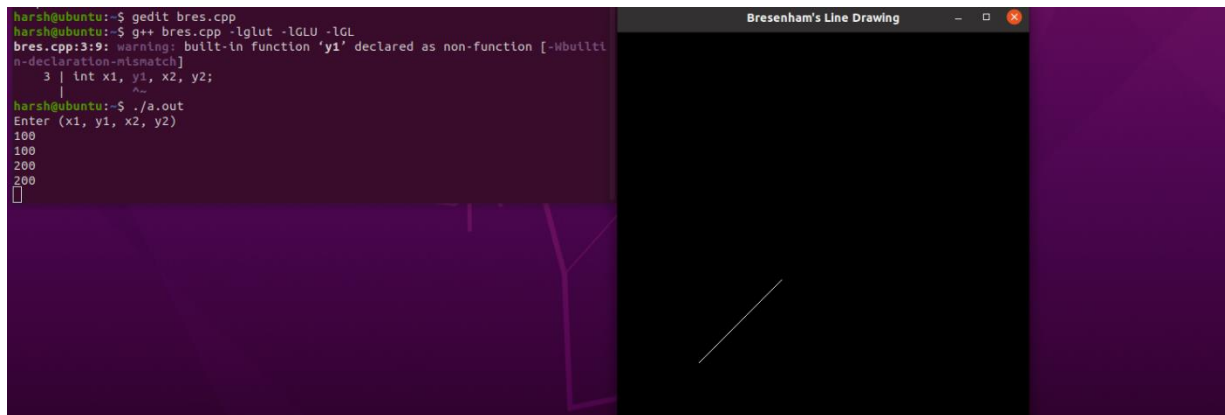 harsh@ubuntu:~$ gedit bres.cpp
harsh@ubuntu:~$ g++ bres.cpp -lglut -lGLU -lGL
bres.cpp:3:9: warning: built-in function ‘y1’ declared as non-function [-Wbuilti
n-declaration-mismatch]
    3 | int x1, y1, x2, y2;
      |         ^~
harsh@ubuntu:~$ ./a.out
Enter (x1, y1, x2, y2)
100
100
200
200
Bresenham's Line Drawing